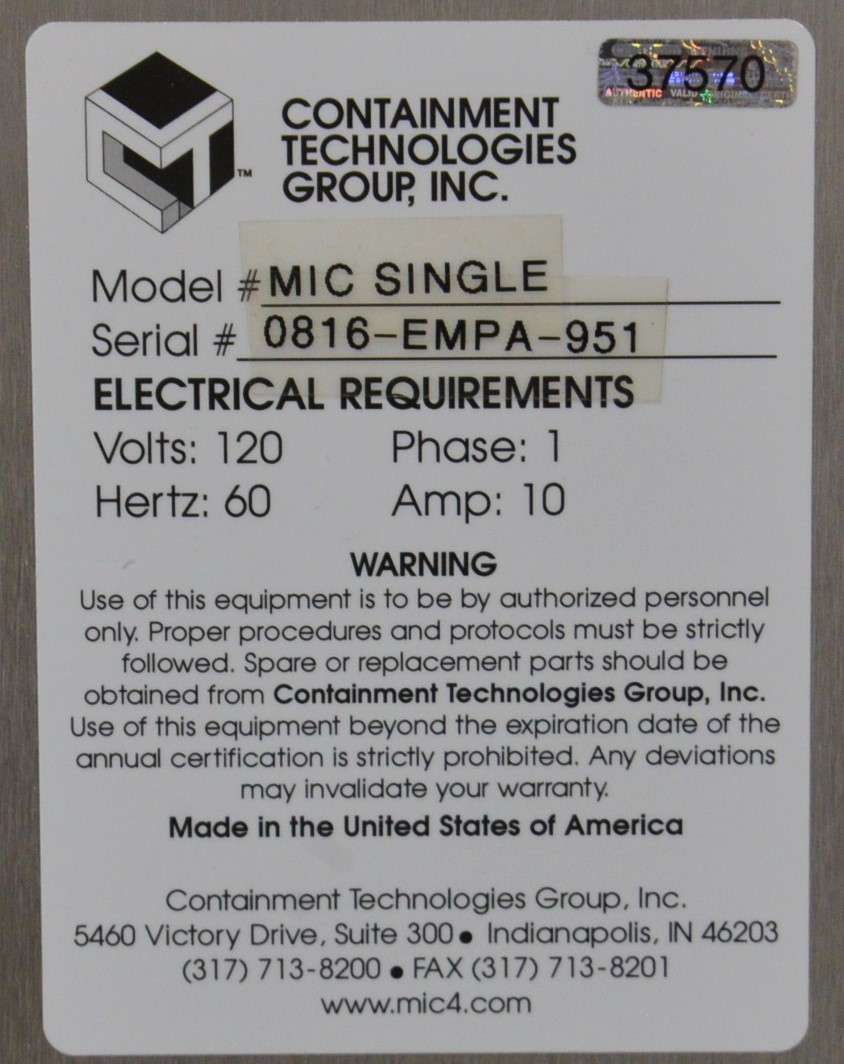 37570
AUTHENTIC VALID ORIGINAL
CONTAINMENT
TECHNOLOGIES
GROUP, INC.
TM
Model # MIC SINGLE
Serial # 0816-EMPA-951
ELECTRICAL REQUIREMENTS
Volts: 120 Phase: 1
Hertz: 60 Amp: 10
WARNING
Use of this equipment is to be by authorized personnel
only. Proper procedures and protocols must be strictly
followed. Spare or replacement parts should be
obtained from Containment Technologies Group, Inc.
Use of this equipment beyond the expiration date of the
annual certification is strictly prohibited. Any deviations
may invalidate your warranty.
Made in the United States of America
Containment Technologies Group, Inc.
5460 Victory Drive, Suite 300 • Indianapolis, IN 46203
(317) 713-8200 • FAX (317) 713-8201
www.mic4.com